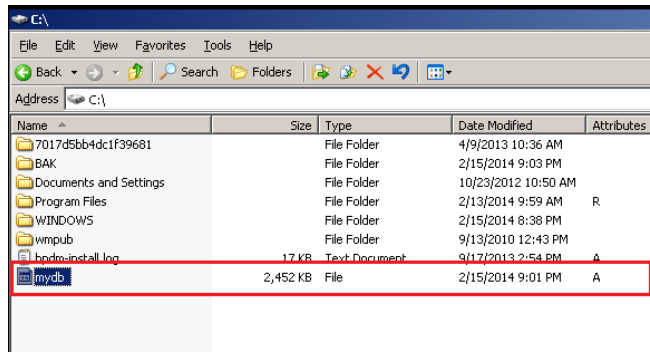 C:\
File Edit View Favorites Tools Help
Back Search Folders
Address C:\
Name Size Type Date Modified Attributes
7017d5bb4dc1f39681 File Folder 4/9/2013 10:36 AM
BAK File Folder 2/15/2014 9:03 PM
Documents and Settings File Folder 10/23/2012 10:50 AM
Program Files File Folder 2/13/2014 9:59 AM R
WINDOWS File Folder 2/15/2014 8:38 PM
wmpub File Folder 9/13/2010 12:43 PM
hpdm-install.log 17 KB Text Document 9/17/2013 2:54 PM A
mydb 2,452 KB File 2/15/2014 9:01 PM A